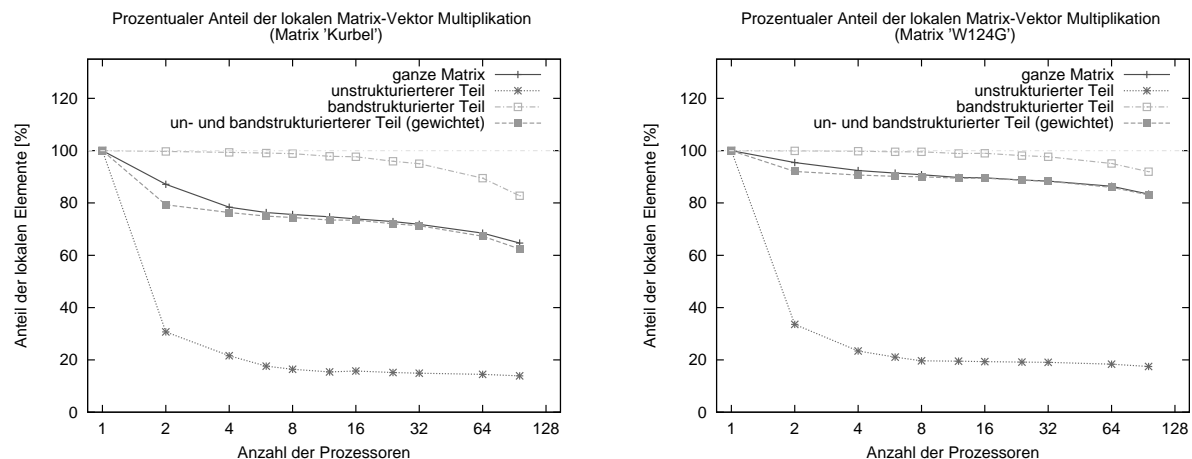 Prozentualer Anteil der lokalen Matrix-Vektor Multiplikation
(Matrix 'Kurbel')
ganze Matrix
unstrukturierterer Teil
bandstrukturierter Teil
un- und bandstrukturierterer Teil (gewichtet)
Anteil der lokalen Elemente [%]
120
100
80
60
40
20
0
1 2 4 8 16 32 64 128
Anzahl der Prozessoren
Prozentualer Anteil der lokalen Matrix-Vektor Multiplikation
(Matrix 'W124G')
ganze Matrix
unstrukturierterer Teil
bandstrukturierter Teil
un- und bandstrukturierterer Teil (gewichtet)
Anteil der lokalen Elemente [%]
120
100
80
60
40
20
0
1 2 4 8 16 32 64 128
Anzahl der Prozessoren